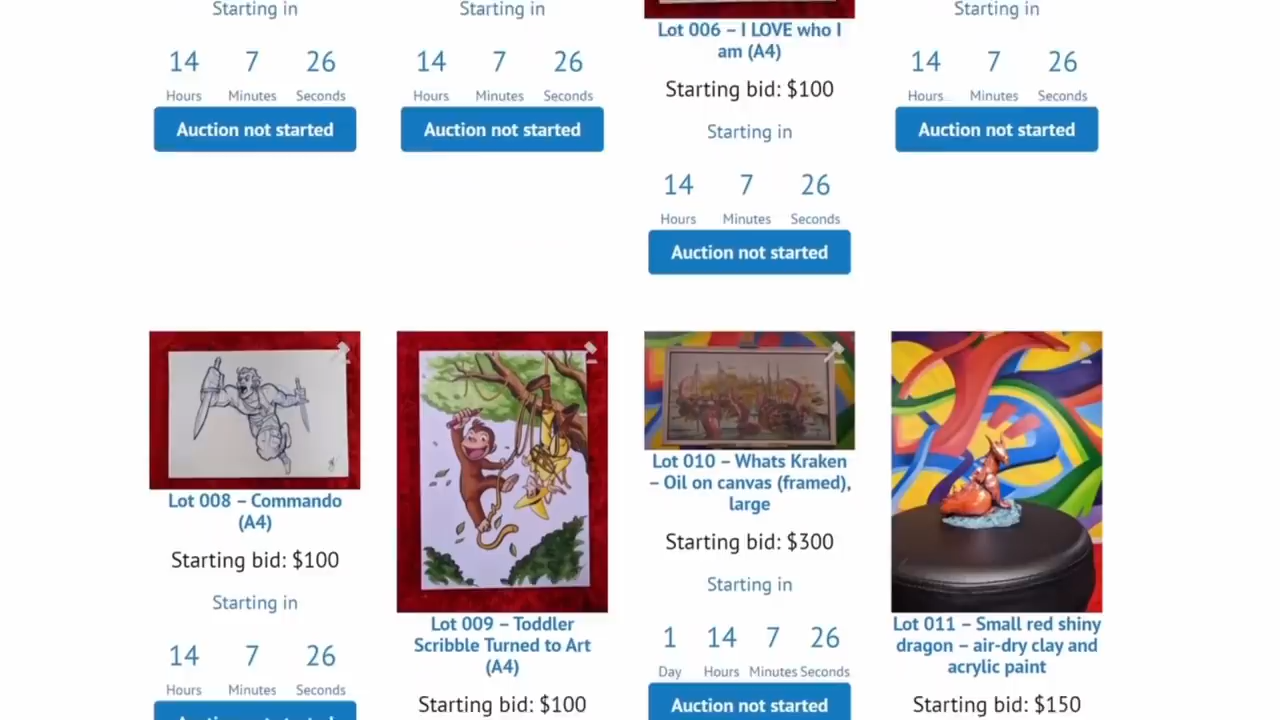 Starting in
Starting in
Starting in
14 7 26
Hours Minutes Seconds
Auction not started
14 7 26
Hours Minutes Seconds
Auction not started
Lot 006 – I LOVE who I
am (A4)
Starting bid: $100
Starting in
14 7 26
Hours Minutes Seconds
Auction not started
14 7 26
Hours Minutes Seconds
Auction not started
Lot 008 – Commando
(A4)
Starting bid: $100
Starting in
14 7 26
Hours Minutes Seconds
Auction not started
Lot 009 – Toddler
Scribble Turned to Art
(A4)
Starting bid: $100
Lot 010 – Whats Kraken
– Oil on canvas (framed),
large
Starting bid: $300
Starting in
1 14 7 26
Day Hours Minutes Seconds
Auction not started
Lot 011 – Small red shiny
dragon – air-dry clay and
acrylic paint
Starting bid: $150